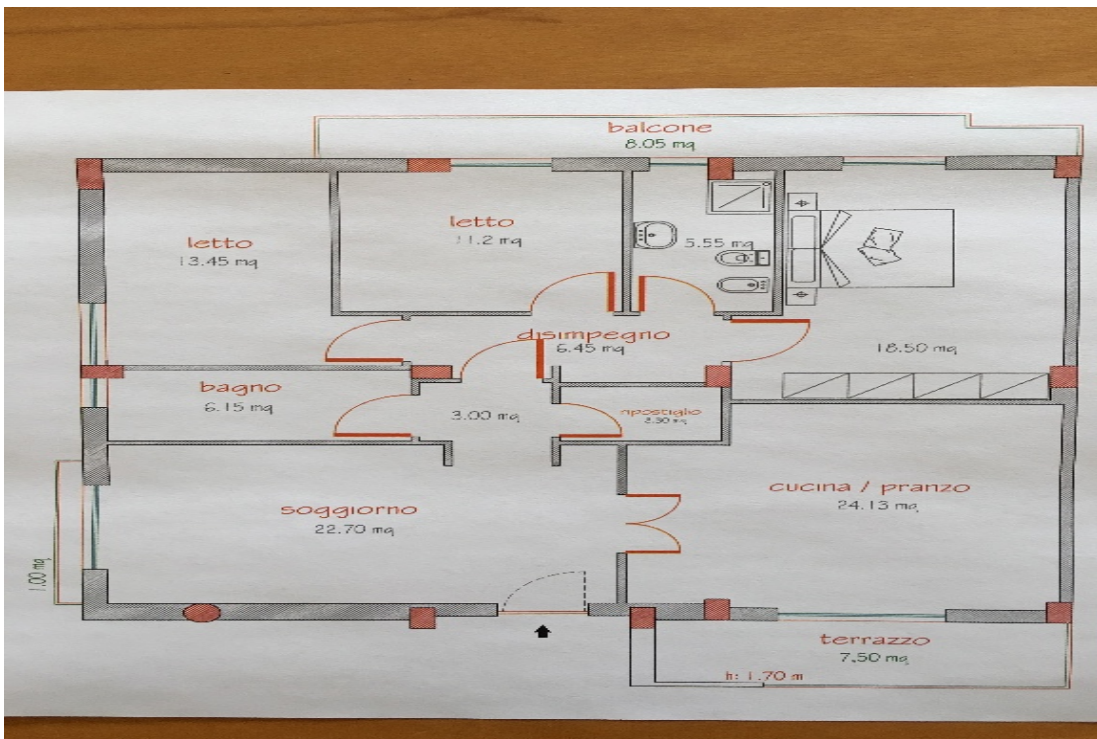 balcone
8.05 mq
letto
11.2 mq
letto
13.45 mq
5.55 mq
disimpegno
6.45 mq
18.50 mq
bagno
6.15 mq
3.00 mq
ripostiglio
soggiorno
22.70 mq
cucina / pranzo
24.13 mq
1.00 mq
terrazzo
7.50 mq
h: 1.70 m